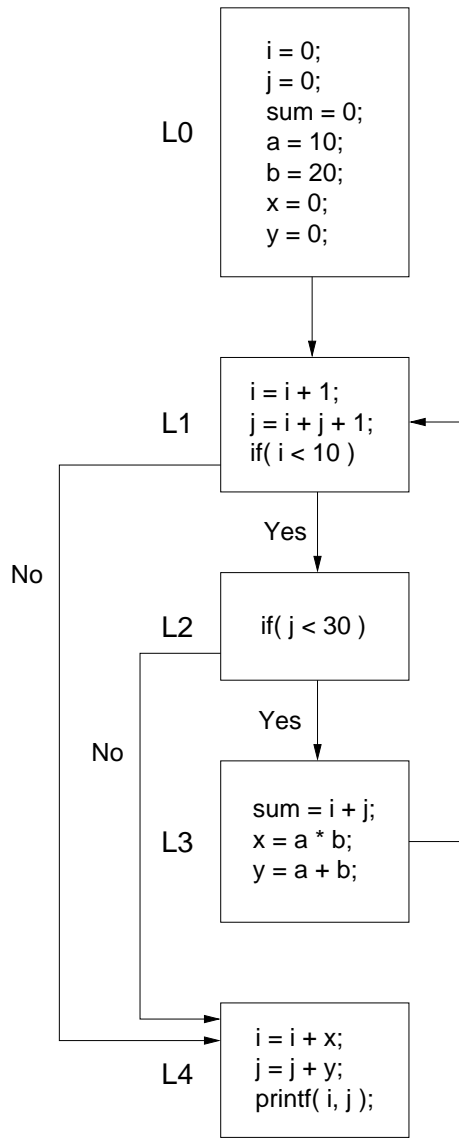 L0
i = 0;
j = 0;
sum = 0;
a = 10;
b = 20;
x = 0;
y = 0;
L1
i = i + 1;
j = i + j + 1;
if( i < 10 )
Yes
No
L2
if( j < 30 )
Yes
No
L3
sum = i + j;
x = a * b;
y = a + b;
L4
i = i + x;
j = j + y;
printf( i, j );